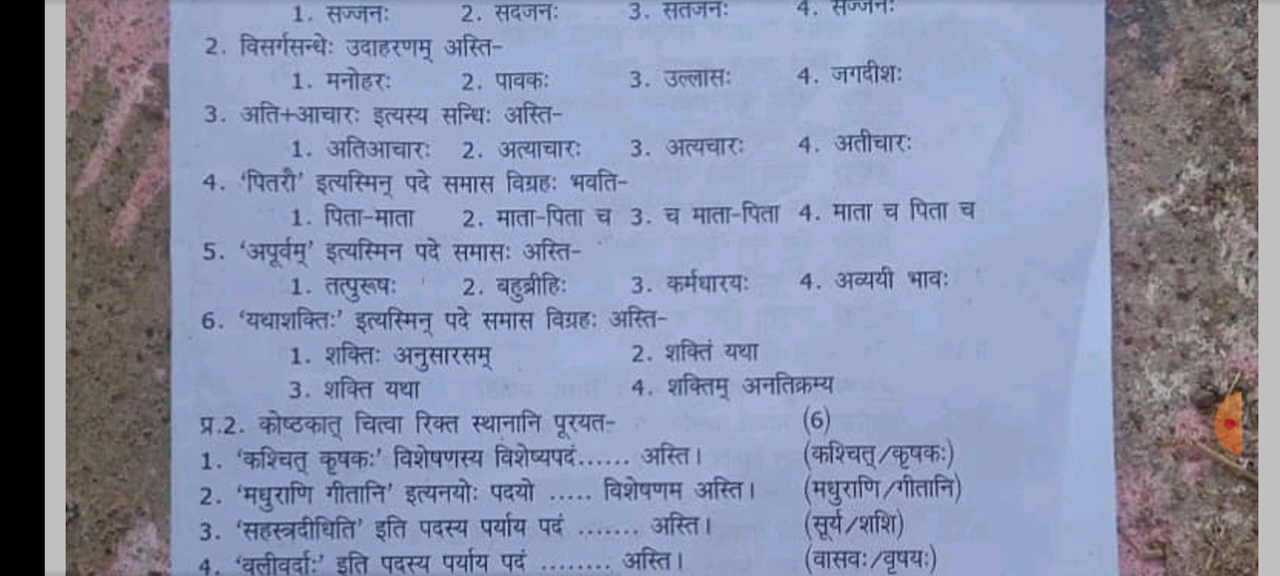 1. सज्जनः 2. सदजनः 3. सतजनः 4. सज्जनः
2. विसर्गसन्धेः उदाहरणम् अस्ति-
1. मनोहरः 2. पावकः 3. उल्लासः 4. जगदीशः
3. अति+आचारः इत्यस्य सन्धिः अस्ति-
1. अतिआचारः 2. अत्याचारः 3. अत्यचारः 4. अतीचारः
4. ‘पितरौ’ इत्यस्मिन् पदे समास विग्रहः भवति-
1. पिता-माता 2. माता-पिता च 3. च माता-पिता 4. माता च पिता च
5. ‘अपूर्वम्’ इत्यस्मिन पदे समासः अस्ति-
1. तत्पुरूषः 2. बहुब्रीहिः 3. कर्मधारयः 4. अव्ययी भावः
6. ‘यथाशक्तिः’ इत्यस्मिन् पदे समास विग्रहः अस्ति-
1. शक्तिः अनुसारसम् 2. शक्तिं यथा
3. शक्ति यथा 4. शक्तिम् अनतिक्रम्य
प्र.2. कोष्ठकात् चित्वा रिक्त स्थानानि पूरयत- (6)
1. ‘कश्चित् कृषकः’ विशेषणस्य विशेष्यपदं...... अस्ति। (कश्चित्/कृषकः)
2. ‘मधुराणि गीतानि’ इत्यनयोः पदयो ..... विशेषणम अस्ति। (मधुराणि/गीतानि)
3. ‘सहस्त्रदीधिति’ इति पदस्य पर्याय पदं ....... अस्ति। (सूर्य/शशि)
4. ‘वलीवर्दाः’ इति पदस्य पर्याय पदं ........ अस्ति। (वासवः/वृषयः)